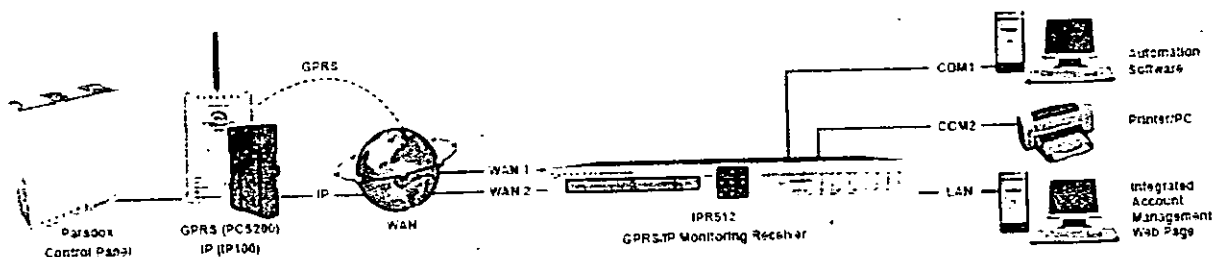 GPRS
COM1
Automation
Software
COM2
Printer/PC
WAN 1
WAN 2
IP
WAN
LAN
Paradox
Control Panel
GPRS (PCS200)
IP (IP100)
IPR512
GPRS/IP Monitoring Receiver
Integrated
Account
Management
Web Page